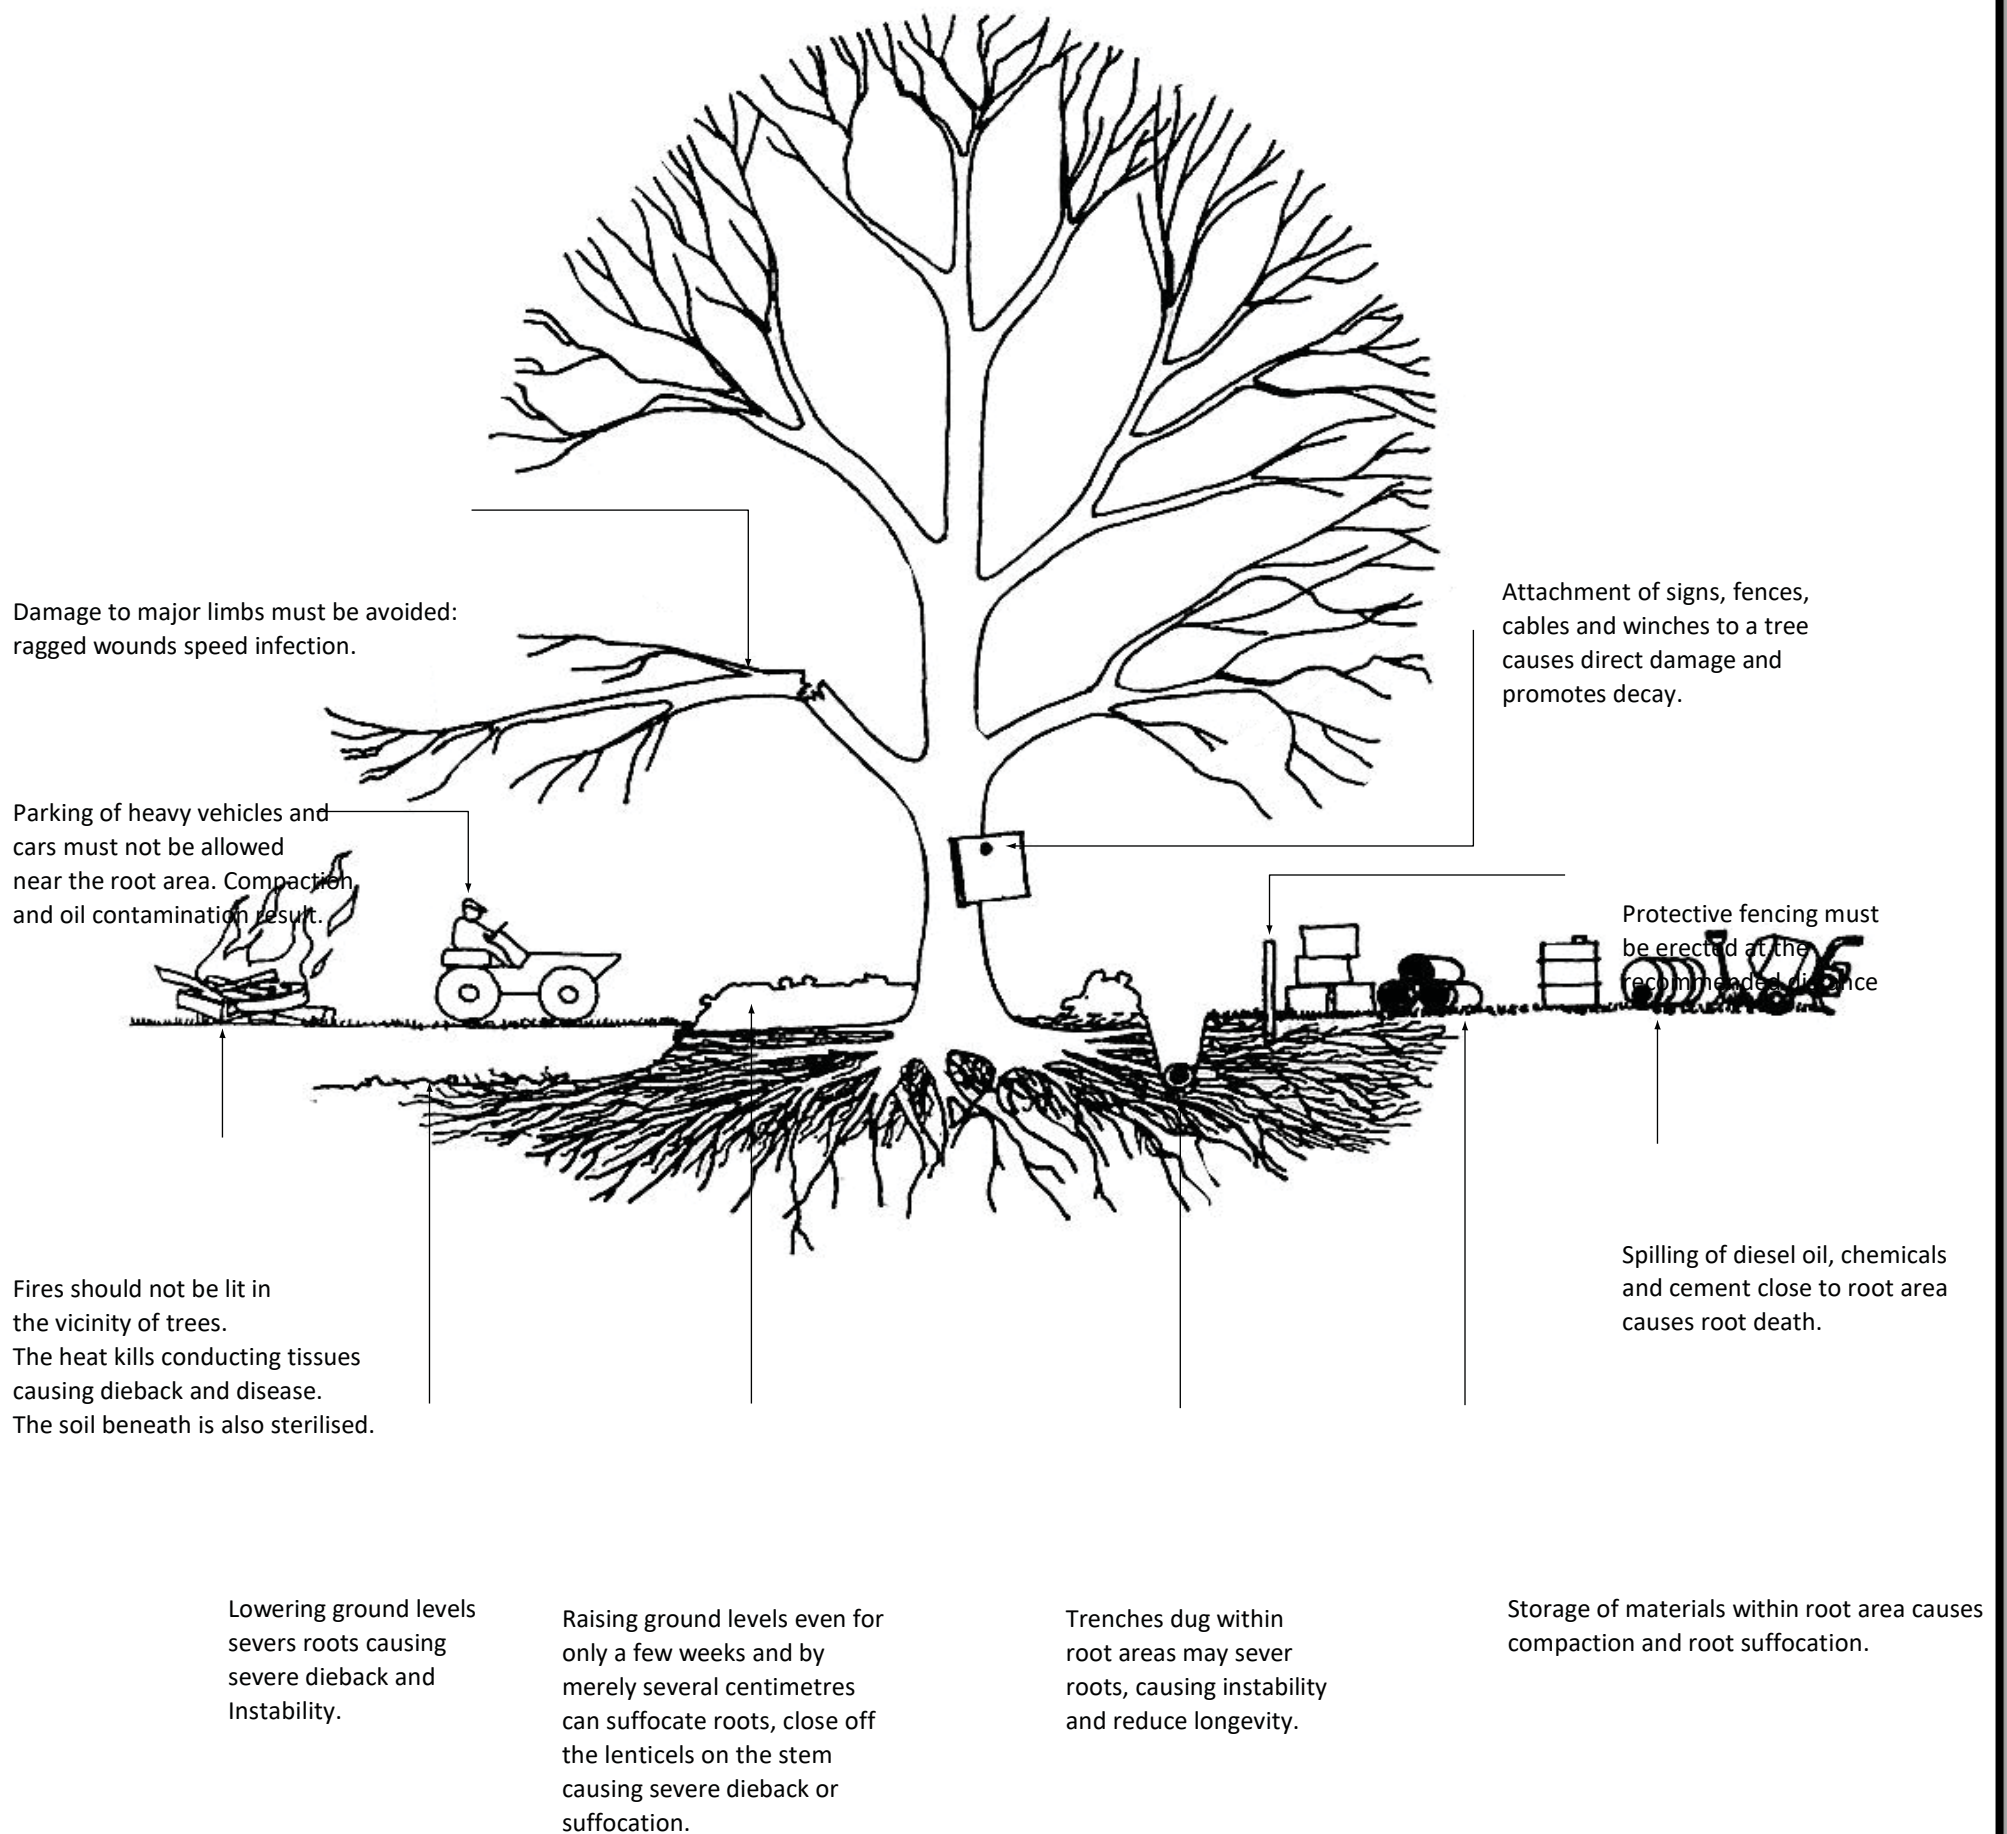 Damage to major limbs must be avoided:
ragged wounds speed infection.
Attachment of signs, fences,
cables and winches to a tree
causes direct damage and
promotes decay.
Parking of heavy vehicles and
cars must not be allowed
near the root area. Compaction
and oil contamination result.
Protective fencing must
be erected at the
recommended distance
Fires should not be lit in
the vicinity of trees.
The heat kills conducting tissues
causing dieback and disease.
The soil beneath is also sterilised.
Spilling of diesel oil, chemicals
and cement close to root area
causes root death.
Lowering ground levels
severs roots causing
severe dieback and
Instability.
Raising ground levels even for
only a few weeks and by
merely several centimetres
can suffocate roots, close off
the lenticels on the stem
causing severe dieback or
suffocation.
Trenches dug within
root areas may sever
roots, causing instability
and reduce longevity.
Storage of materials within root area causes
compaction and root suffocation.